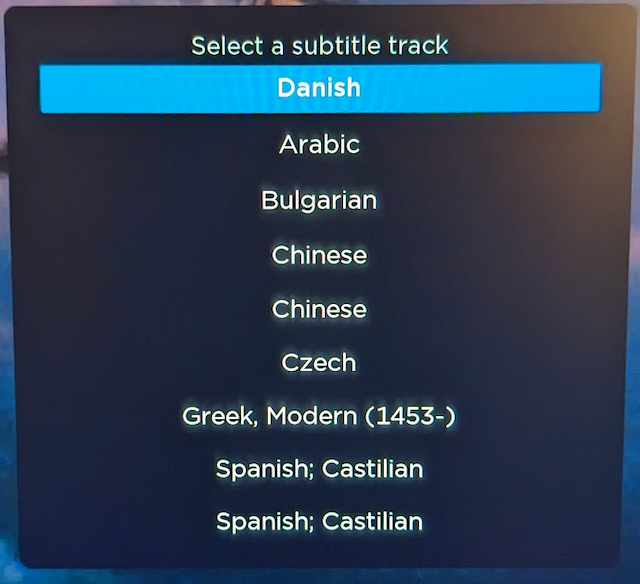 Select a subtitle track
Danish
Arabic
Bulgarian
Chinese
Chinese
Czech
Greek, Modern (1453-)
Spanish; Castilian
Spanish; Castilian